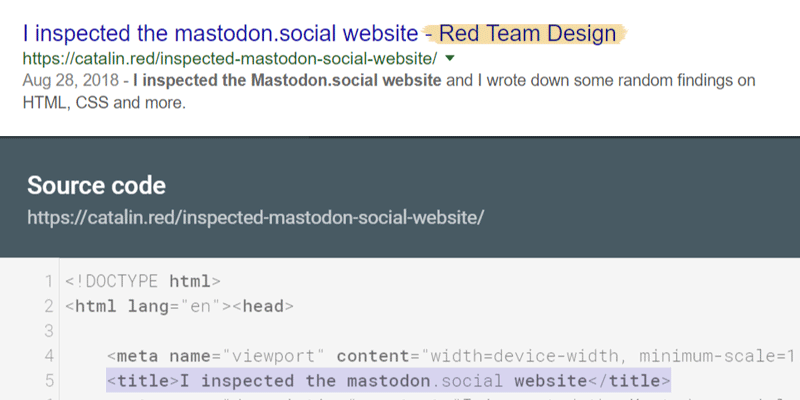 I inspected the mastodon.social website - Red Team Design
https://catalin.red/inspected-mastodon-social-website/
Aug 28, 2018 - I inspected the Mastodon.social website and I wrote down some random findings on
HTML, CSS and more.
Source code
https://catalin.red/inspected-mastodon-social-website/
1 <!DOCTYPE html>
2 <html lang="en"><head>
3
4 <meta name="viewport" content="width=device-width, minimum-scale=1
5 <title>I inspected the mastodon.social website</title>